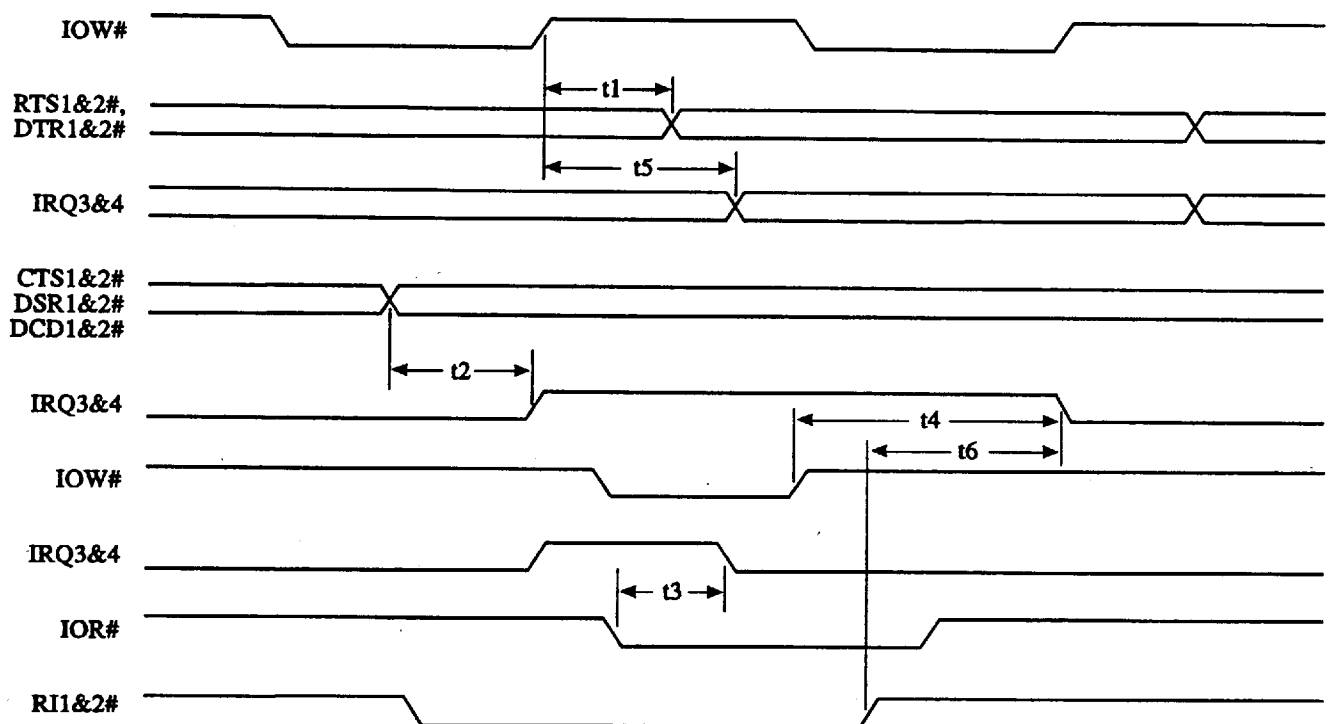 IOW#
t1
RTS1&2#,
DTR1&2#
t5
IRQ3&4
CTS1&2#
DSR1&2#
DCD1&2#
t2
IRQ3&4
t4
t6
IOW#
IRQ3&4
t3
IOR#
RI1&2#